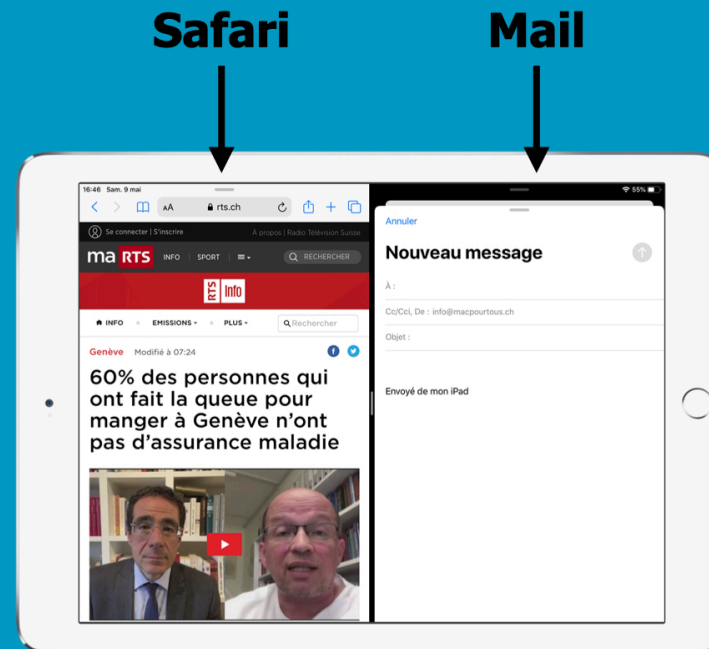 Safari
Mail
16:46 Sam. 9 mai
AA rts.ch
Se connecter | S'inscrire
À propos | Radio Télévision Suisse
ma RTS INFO SPORT RECHERCHER
RTS Info
INFO EMISSIONS PLUS Rechercher
Genève Modifié à 07:24
60% des personnes qui
ont fait la queue pour
manger à Genève n'ont
pas d'assurance maladie
55%
Annuler
Nouveau message
À :
Cc/Cci, De : info@macpourtous.ch
Objet :
Envoyé de mon iPad